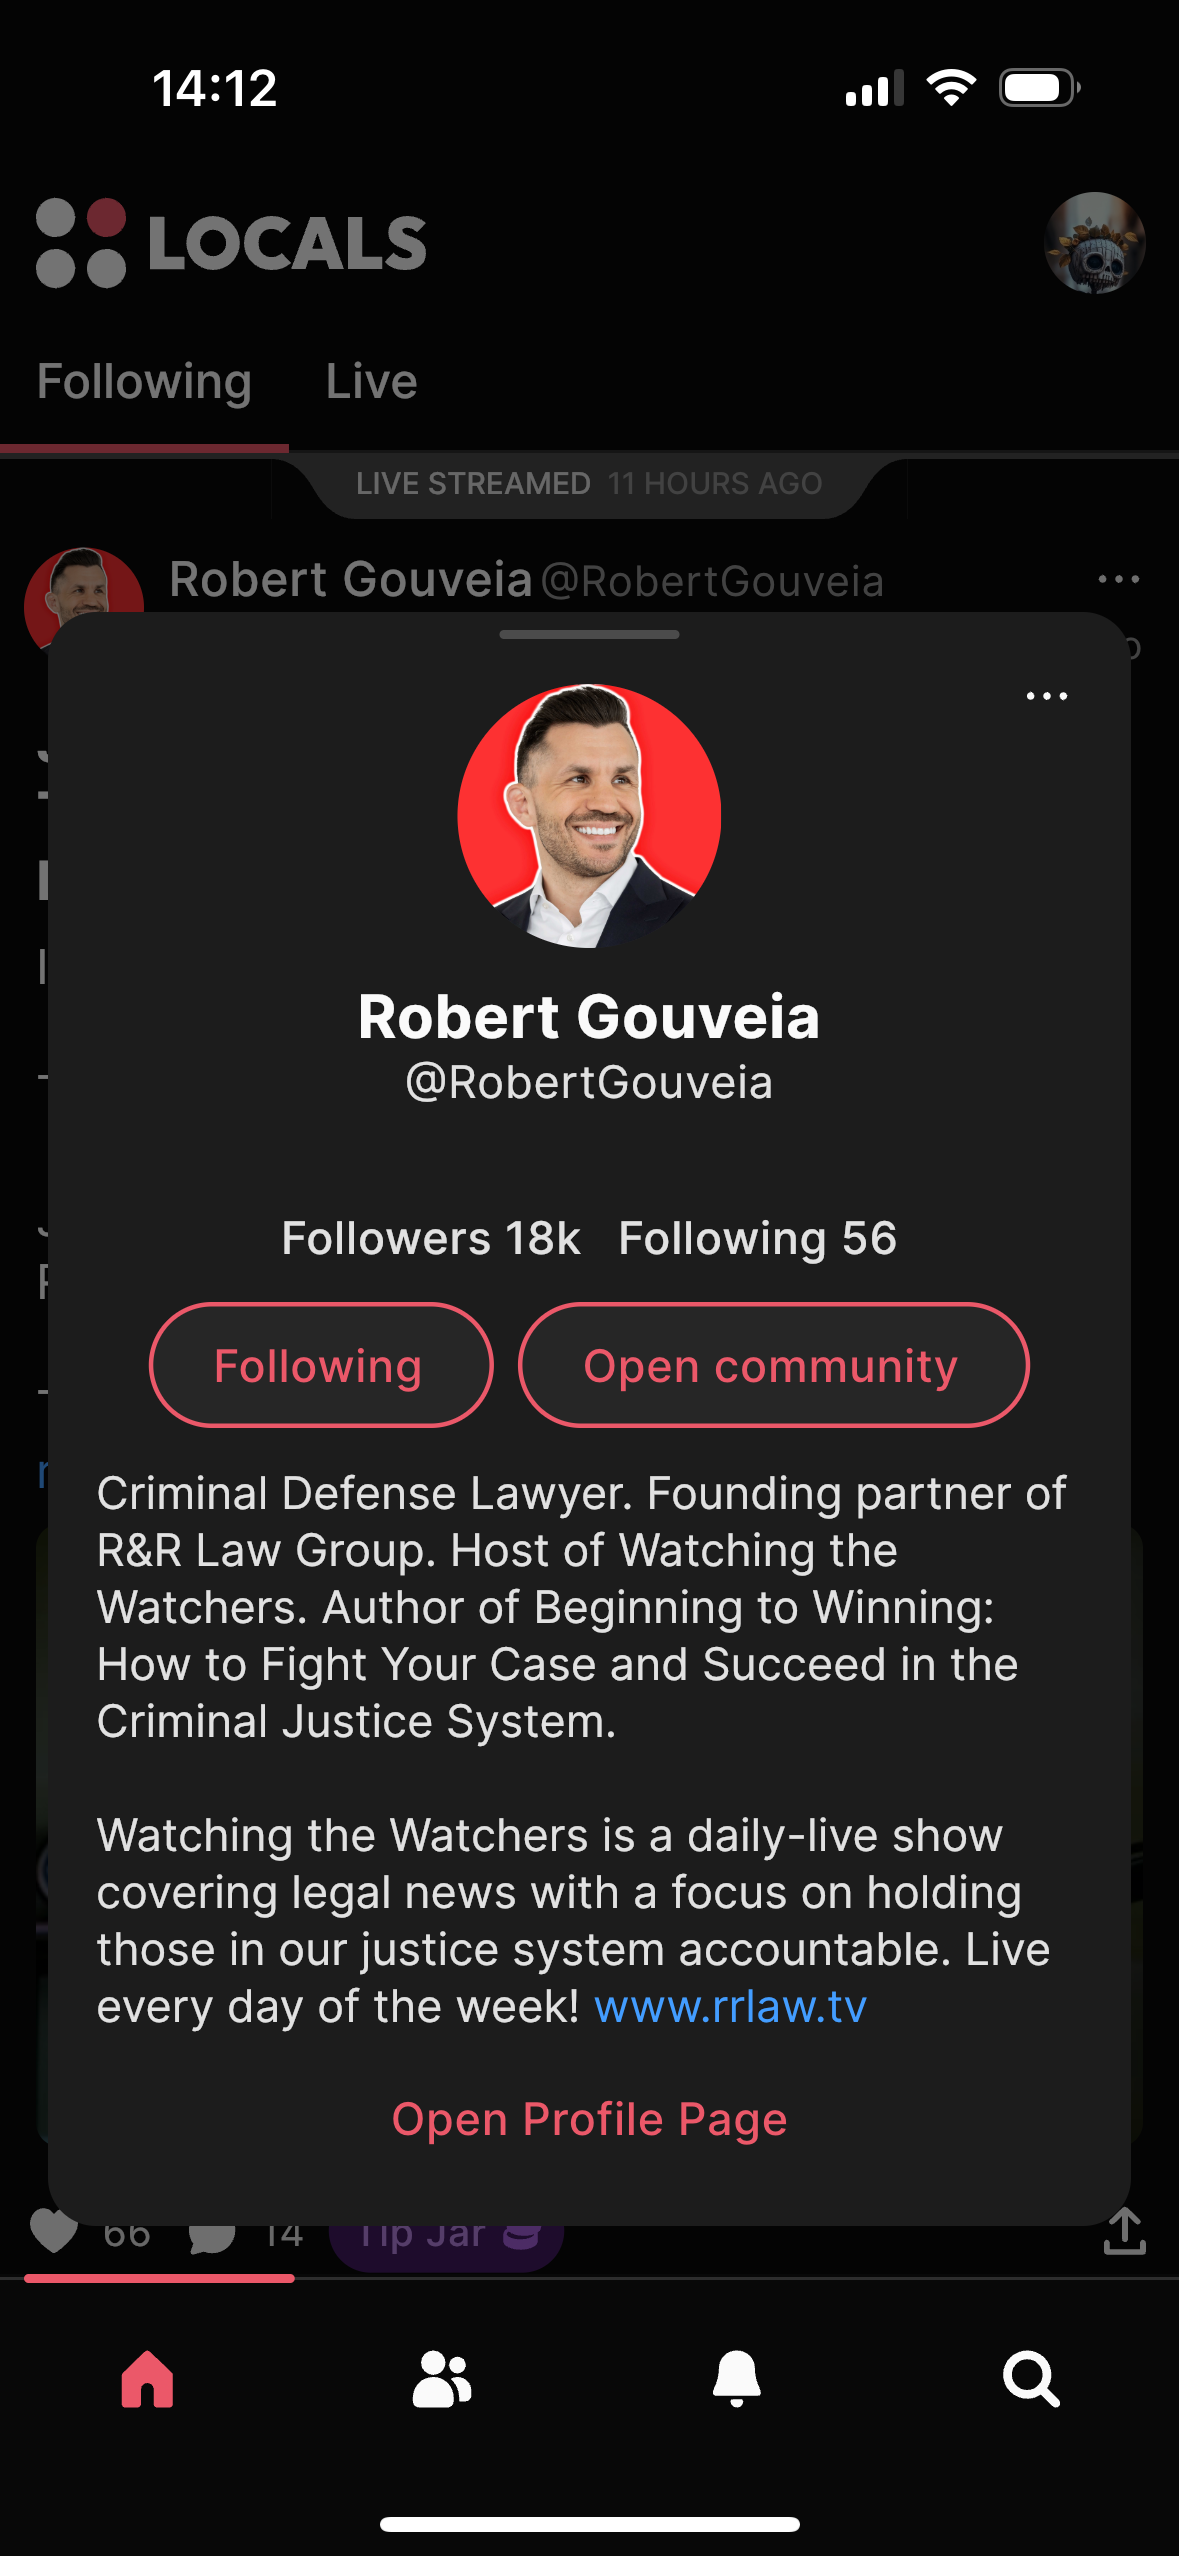 14:12
LOCALS
Following Live
LIVE STREAMED 11 HOURS AGO
Robert Gouveia @RobertGouveia
Robert Gouveia
@RobertGouveia
Followers 18k Following 56
Following Open community
Criminal Defense Lawyer. Founding partner of
R&R Law Group. Host of Watching the
Watchers. Author of Beginning to Winning:
How to Fight Your Case and Succeed in the
Criminal Justice System.
Watching the Watchers is a daily-live show
covering legal news with a focus on holding
those in our justice system accountable. Live
every day of the week! www.rrlaw.tv
Open Profile Page
66 14 Tip Jar